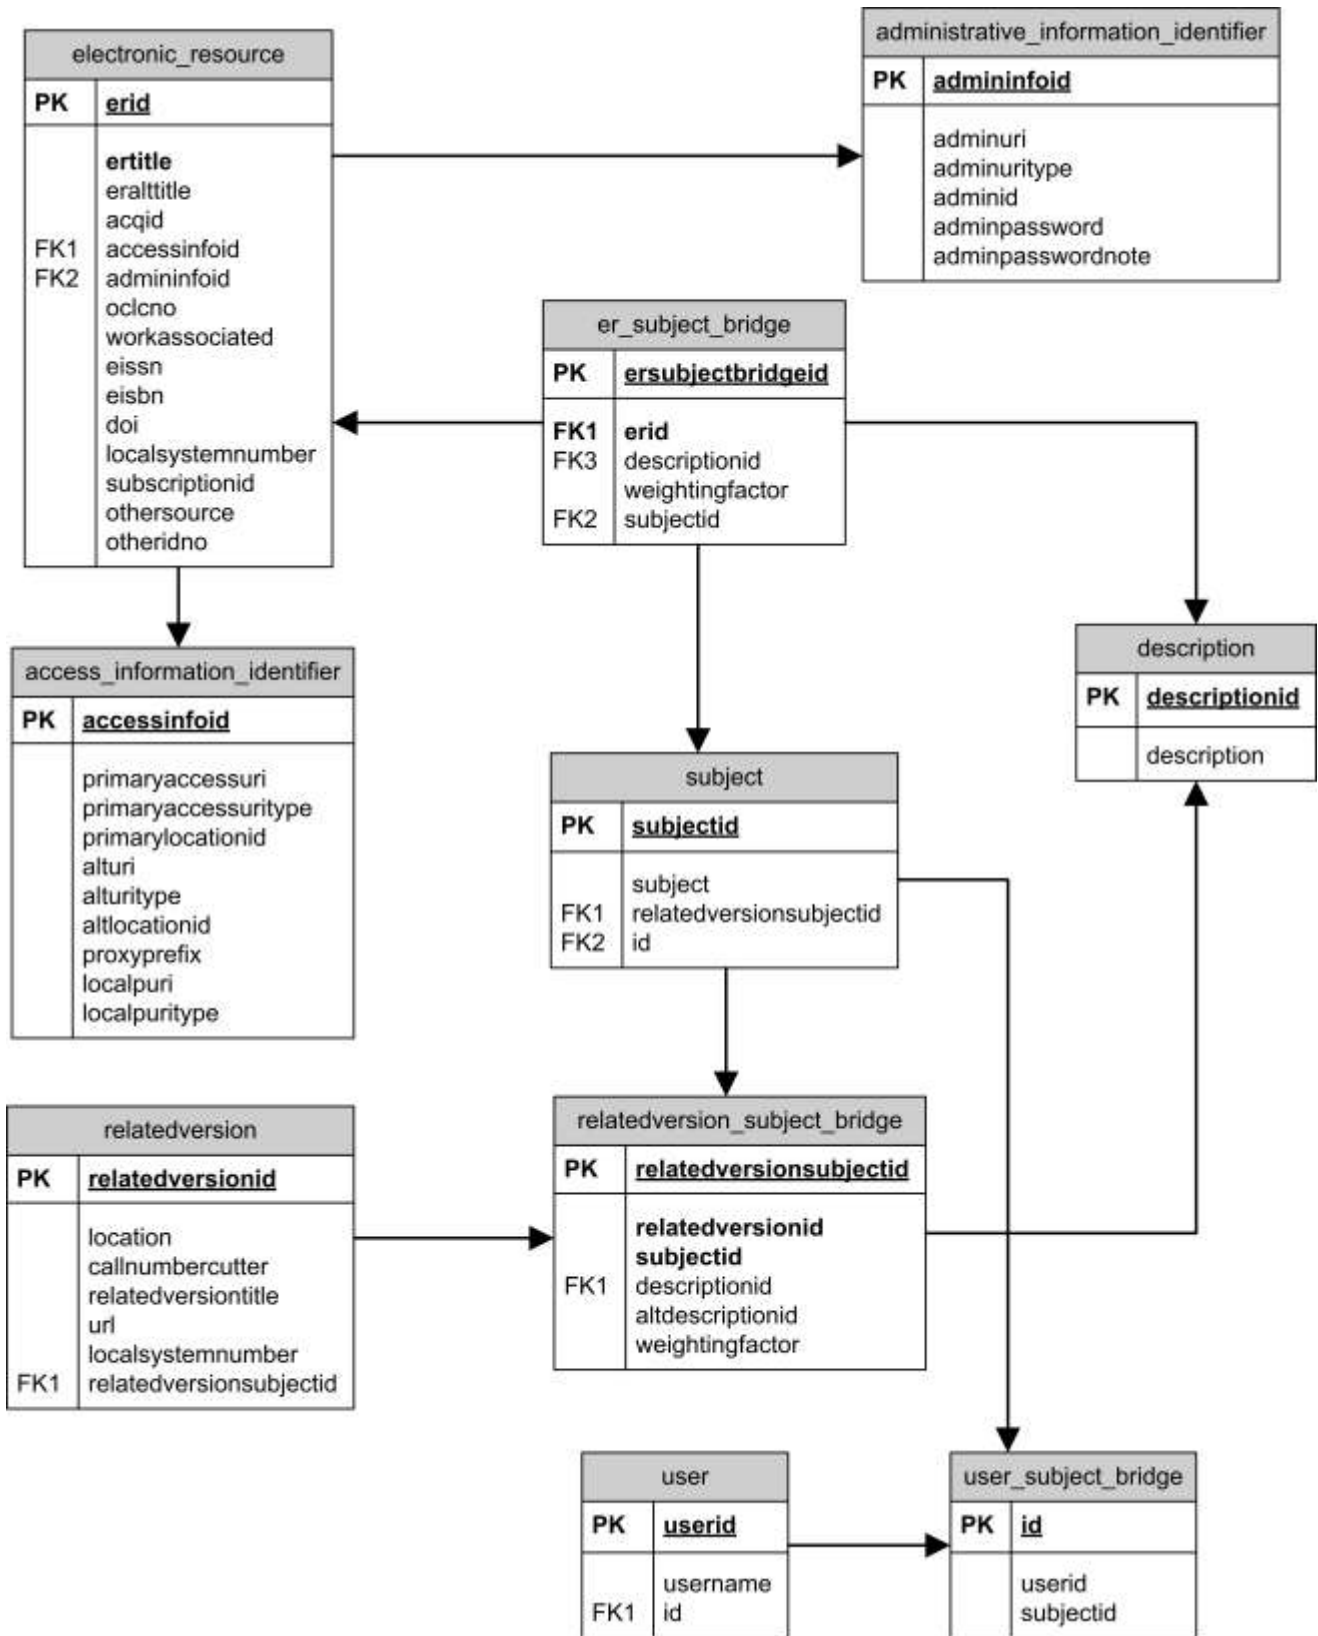 electronic_resource
PK erid
ertitle
eralttitle
acqid
FK1 accessinfoid
FK2 admininfoid
oclcno
workassociated
eissn
eisbn
doi
localsystemnumber
subscriptionid
othersource
otheridno
administrative_information_identifier
PK admininfoid
adminuri
adminuritype
adminid
adminpassword
adminpasswordnote
er_subject_bridge
PK ersubjectbridgeid
FK1 erid
FK3 descriptionid
weightingfactor
FK2 subjectid
access_information_identifier
PK accessinfoid
primaryaccessuri
primaryaccessuritype
primarylocationid
alturi
alturitype
altlocationid
proxyprefix
localpuri
localpuritype
description
PK descriptionid
description
subject
PK subjectid
subject
FK1 relatedversionsubjectid
FK2 id
relatedversion
PK relatedversionid
location
callnumbercutter
relatedversiontitle
url
localsystemnumber
FK1 relatedversionsubjectid
relatedversion_subject_bridge
PK relatedversionsubjectid
relatedversionid
subjectid
FK1 descriptionid
altdescriptionid
weightingfactor
user
PK userid
username
FK1 id
user_subject_bridge
PK id
userid
subjectid